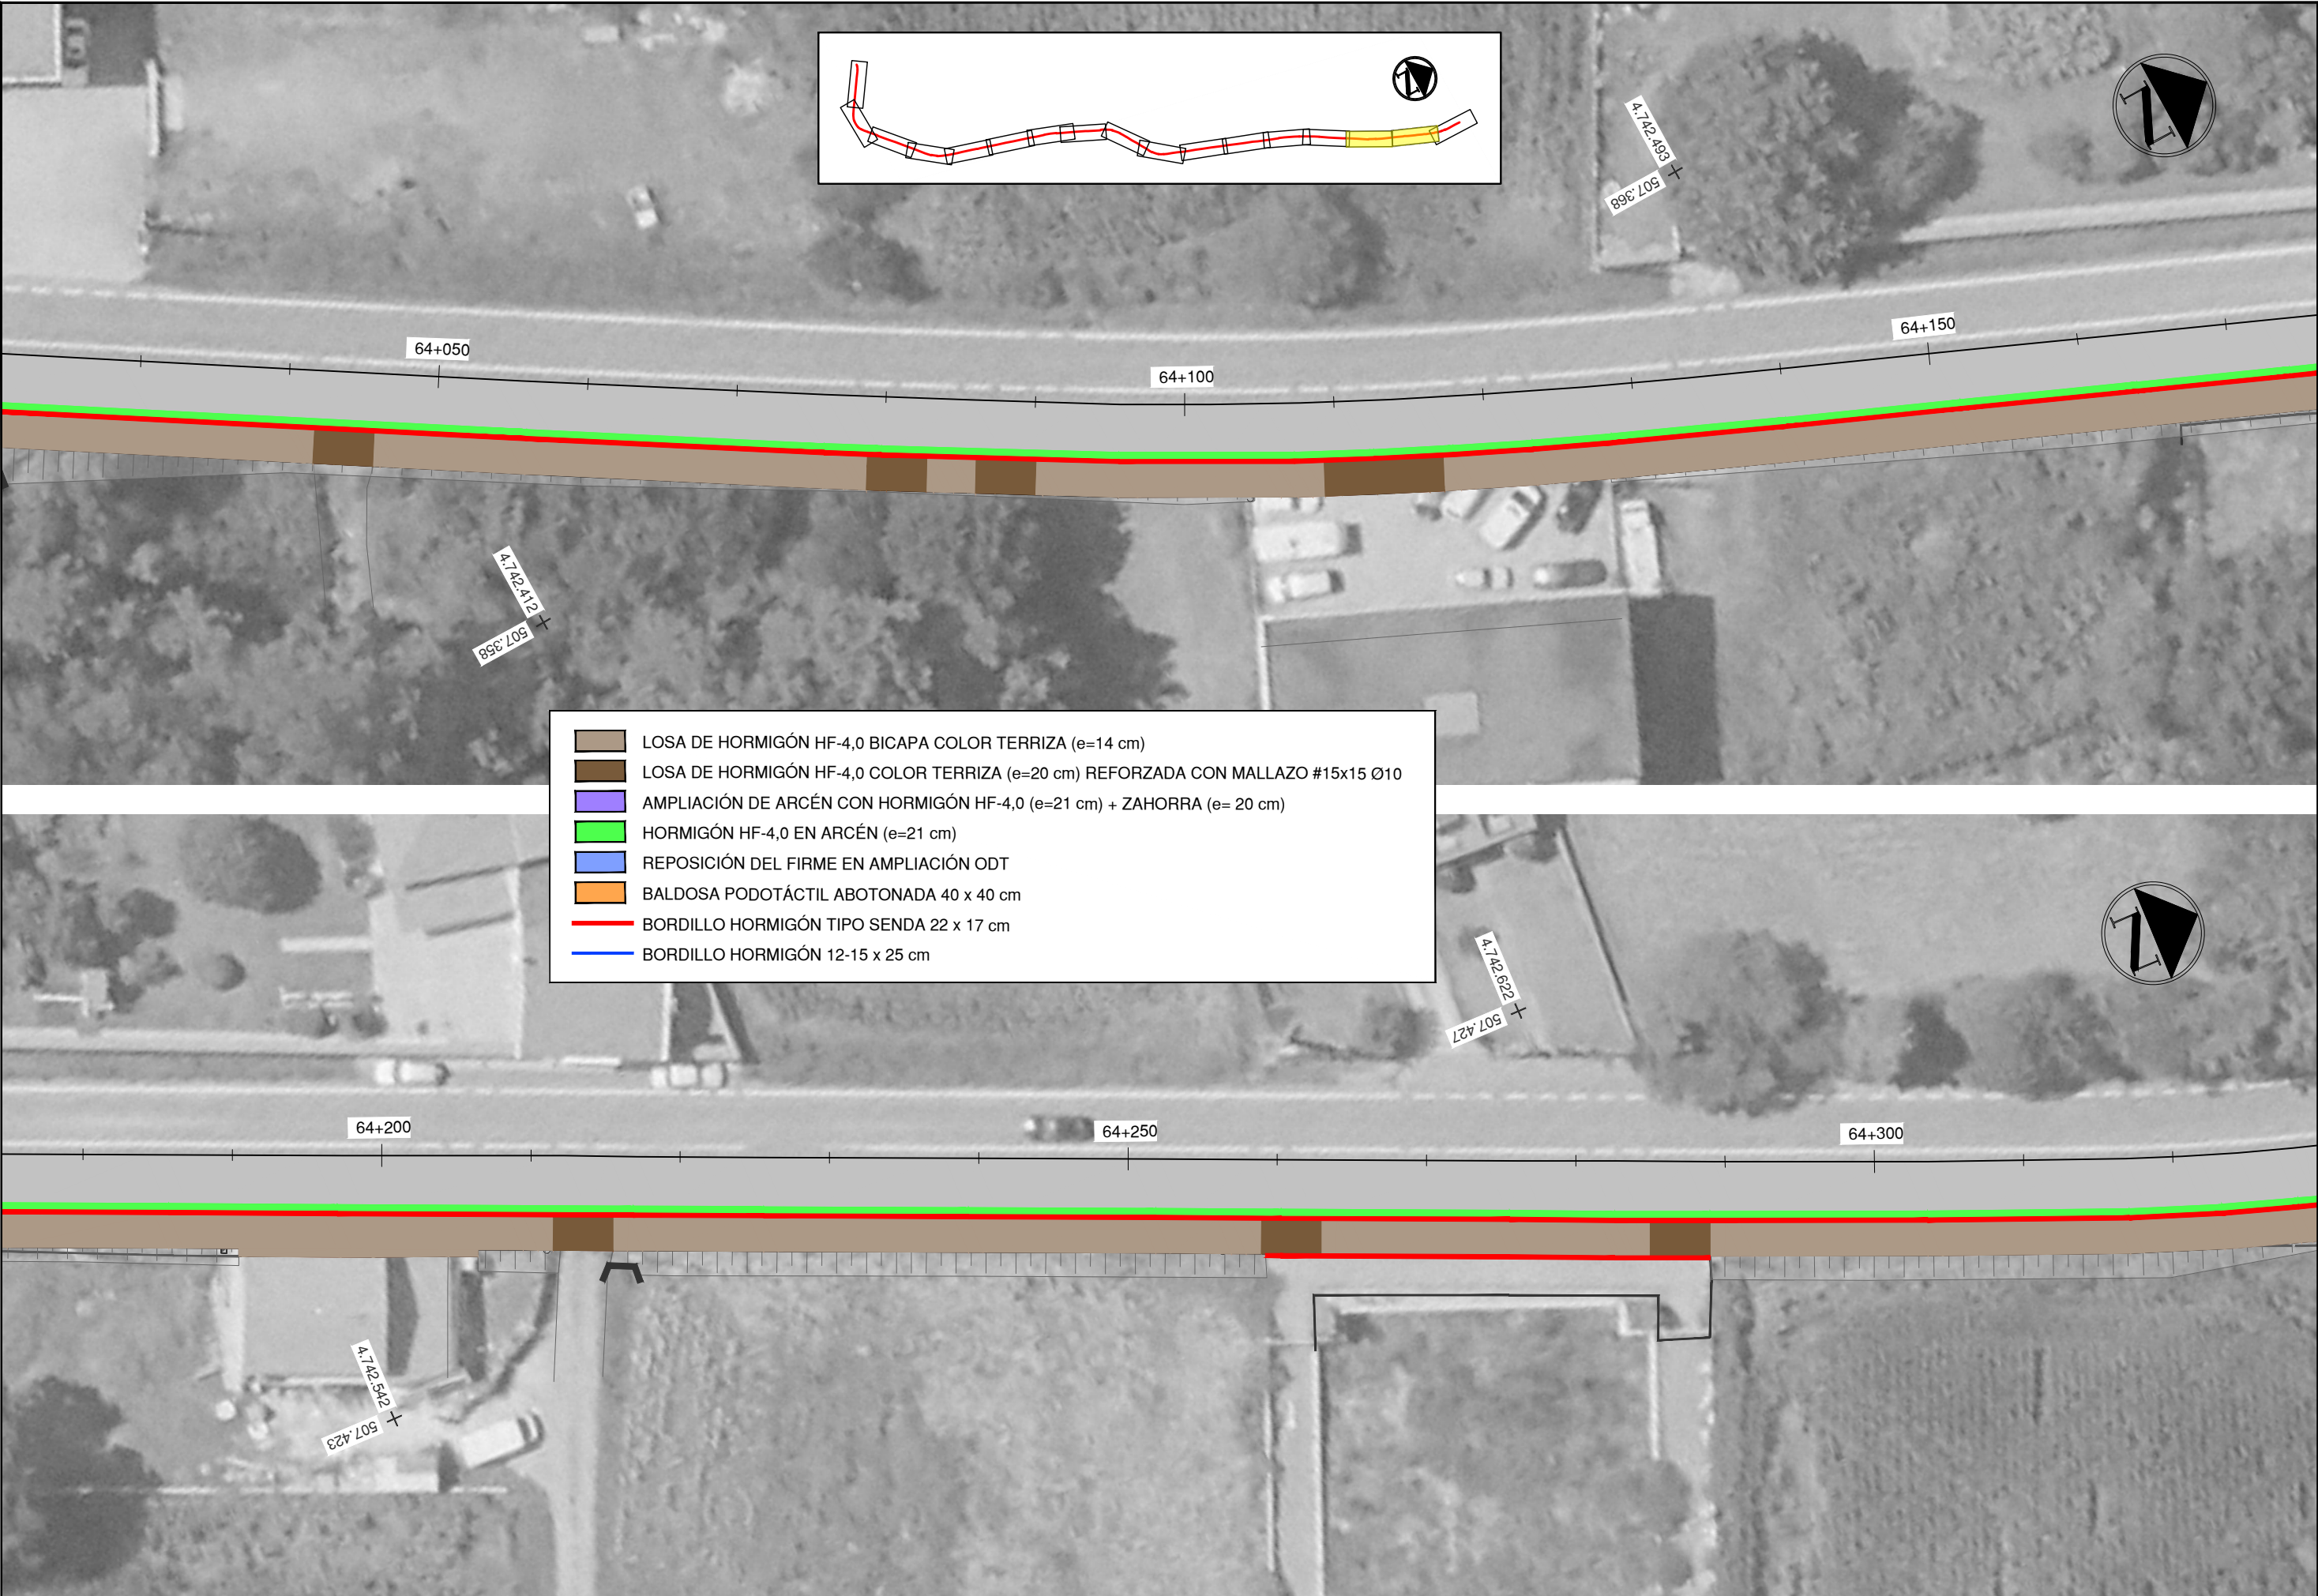 4.742.493
507.368
64+150
64+050
64+100
4.742.412
507.358
LOSA DE HORMIGÓN HF-4,0 BICAPA COLOR TERRIZA (e=14 cm)
LOSA DE HORMIGÓN HF-4,0 COLOR TERRIZA (e=20 cm) REFORZADA CON MALLAZO #15x15 Ø10
AMPLIACIÓN DE ARCÉN CON HORMIGÓN HF-4,0 (e=21 cm) + ZAHORRA (e= 20 cm)
HORMIGÓN HF-4,0 EN ARCÉN (e=21 cm)
REPOSICIÓN DEL FIRME EN AMPLIACIÓN ODT
BALDOSA PODOTÁCTIL ABOTONADA 40 x 40 cm
BORDILLO HORMIGÓN TIPO SENDA 22 x 17 cm
BORDILLO HORMIGÓN 12-15 x 25 cm
4.742.622
507.427
64+200
64+250
64+300
4.742.542
507.423